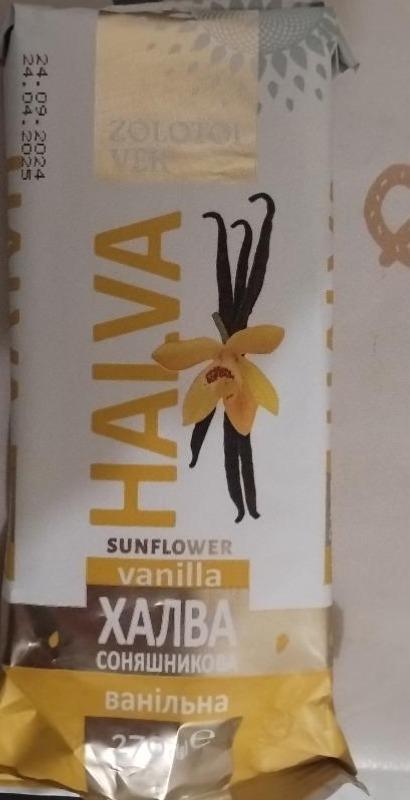 24.09.2024
24.04.2025
ZOLOTOI
VEK
HALVA
SUNFLOWER
vanilla
ХАЛВА
СОНЯШНИКОВА
ванільна